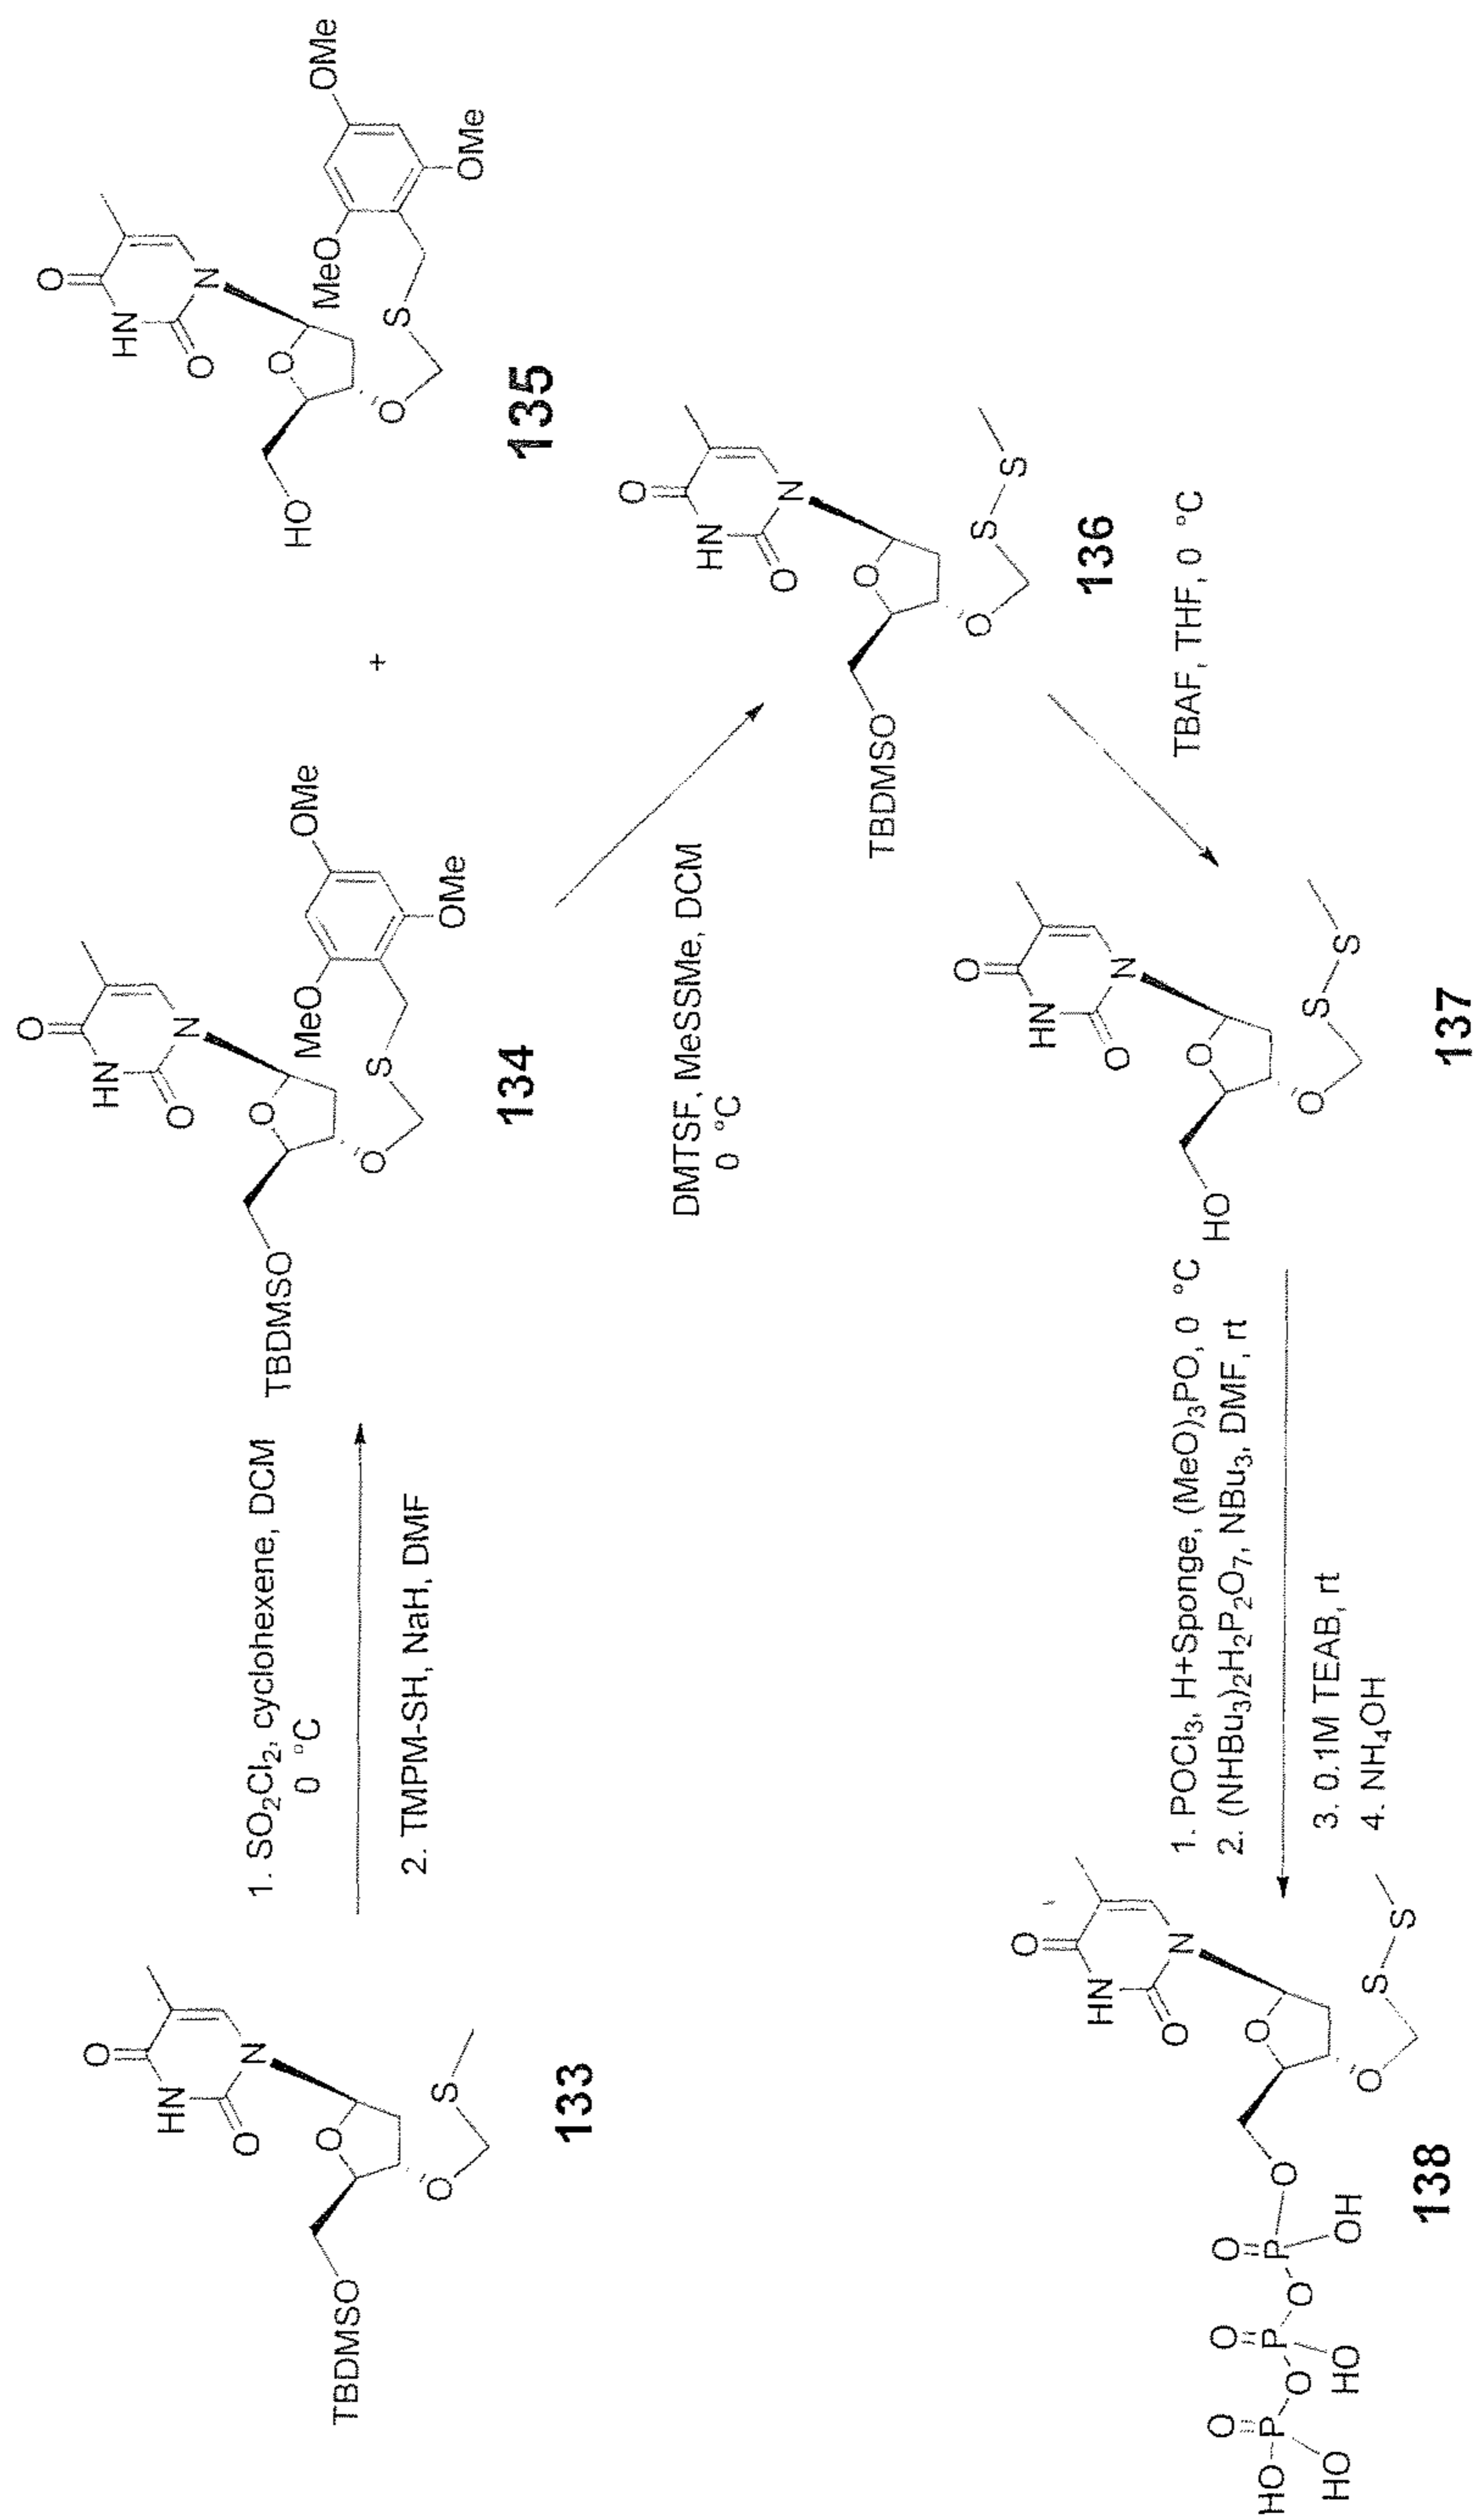 O
HN
N
O
O
TBDMSO
O
S
133
1. SO2Cl2, cyclohexene, DCM
0 °C
2. TMPM-SH, NaH, DMF
O
HN
N
O
O
TBDMSO
O
S
MeO
OMe
OMe
134
+
O
HN
N
O
O
HO
O
S
MeO
OMe
OMe
135
DMTSF, MeSSMe, DCM
0 °C
O
HN
N
O
O
TBDMSO
O
S
S
136
TBAF, THF, 0 °C
O
HN
N
O
O
HO
O
S
S
137
1. POCl3, H+Sponge, (MeO)3PO, 0 °C
2. (NHBu3)2H2P2O7, NBu3, DMF, rt
3. 0.1M TEAB, rt
4. NH4OH
O
HN
N
O
O
O
S
S
O
P
OH
O
O
P
HO
O
O
P
HO
HO
138